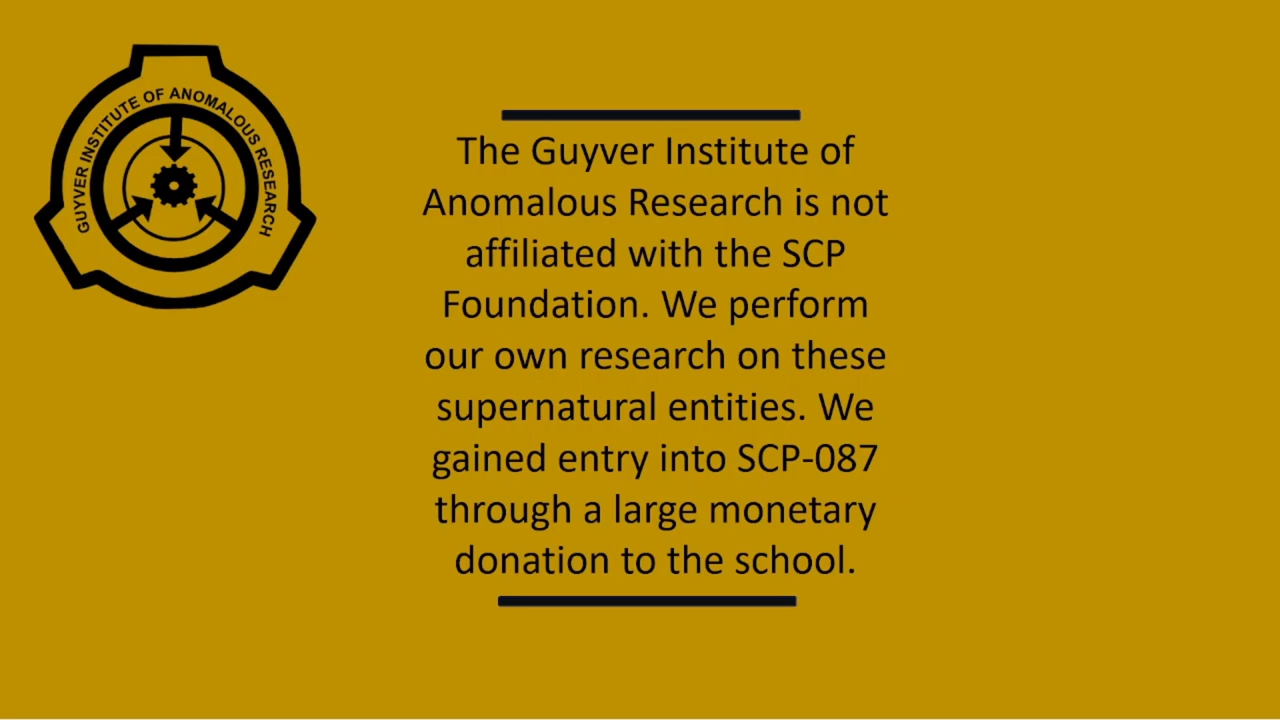 GUYVER INSTITUTE OF ANOMALOUS RESEARCH
The Guyver Institute of
Anomalous Research is not
affiliated with the SCP
Foundation. We perform
our own research on these
supernatural entities. We
gained entry into SCP-087
through a large monetary
donation to the school.